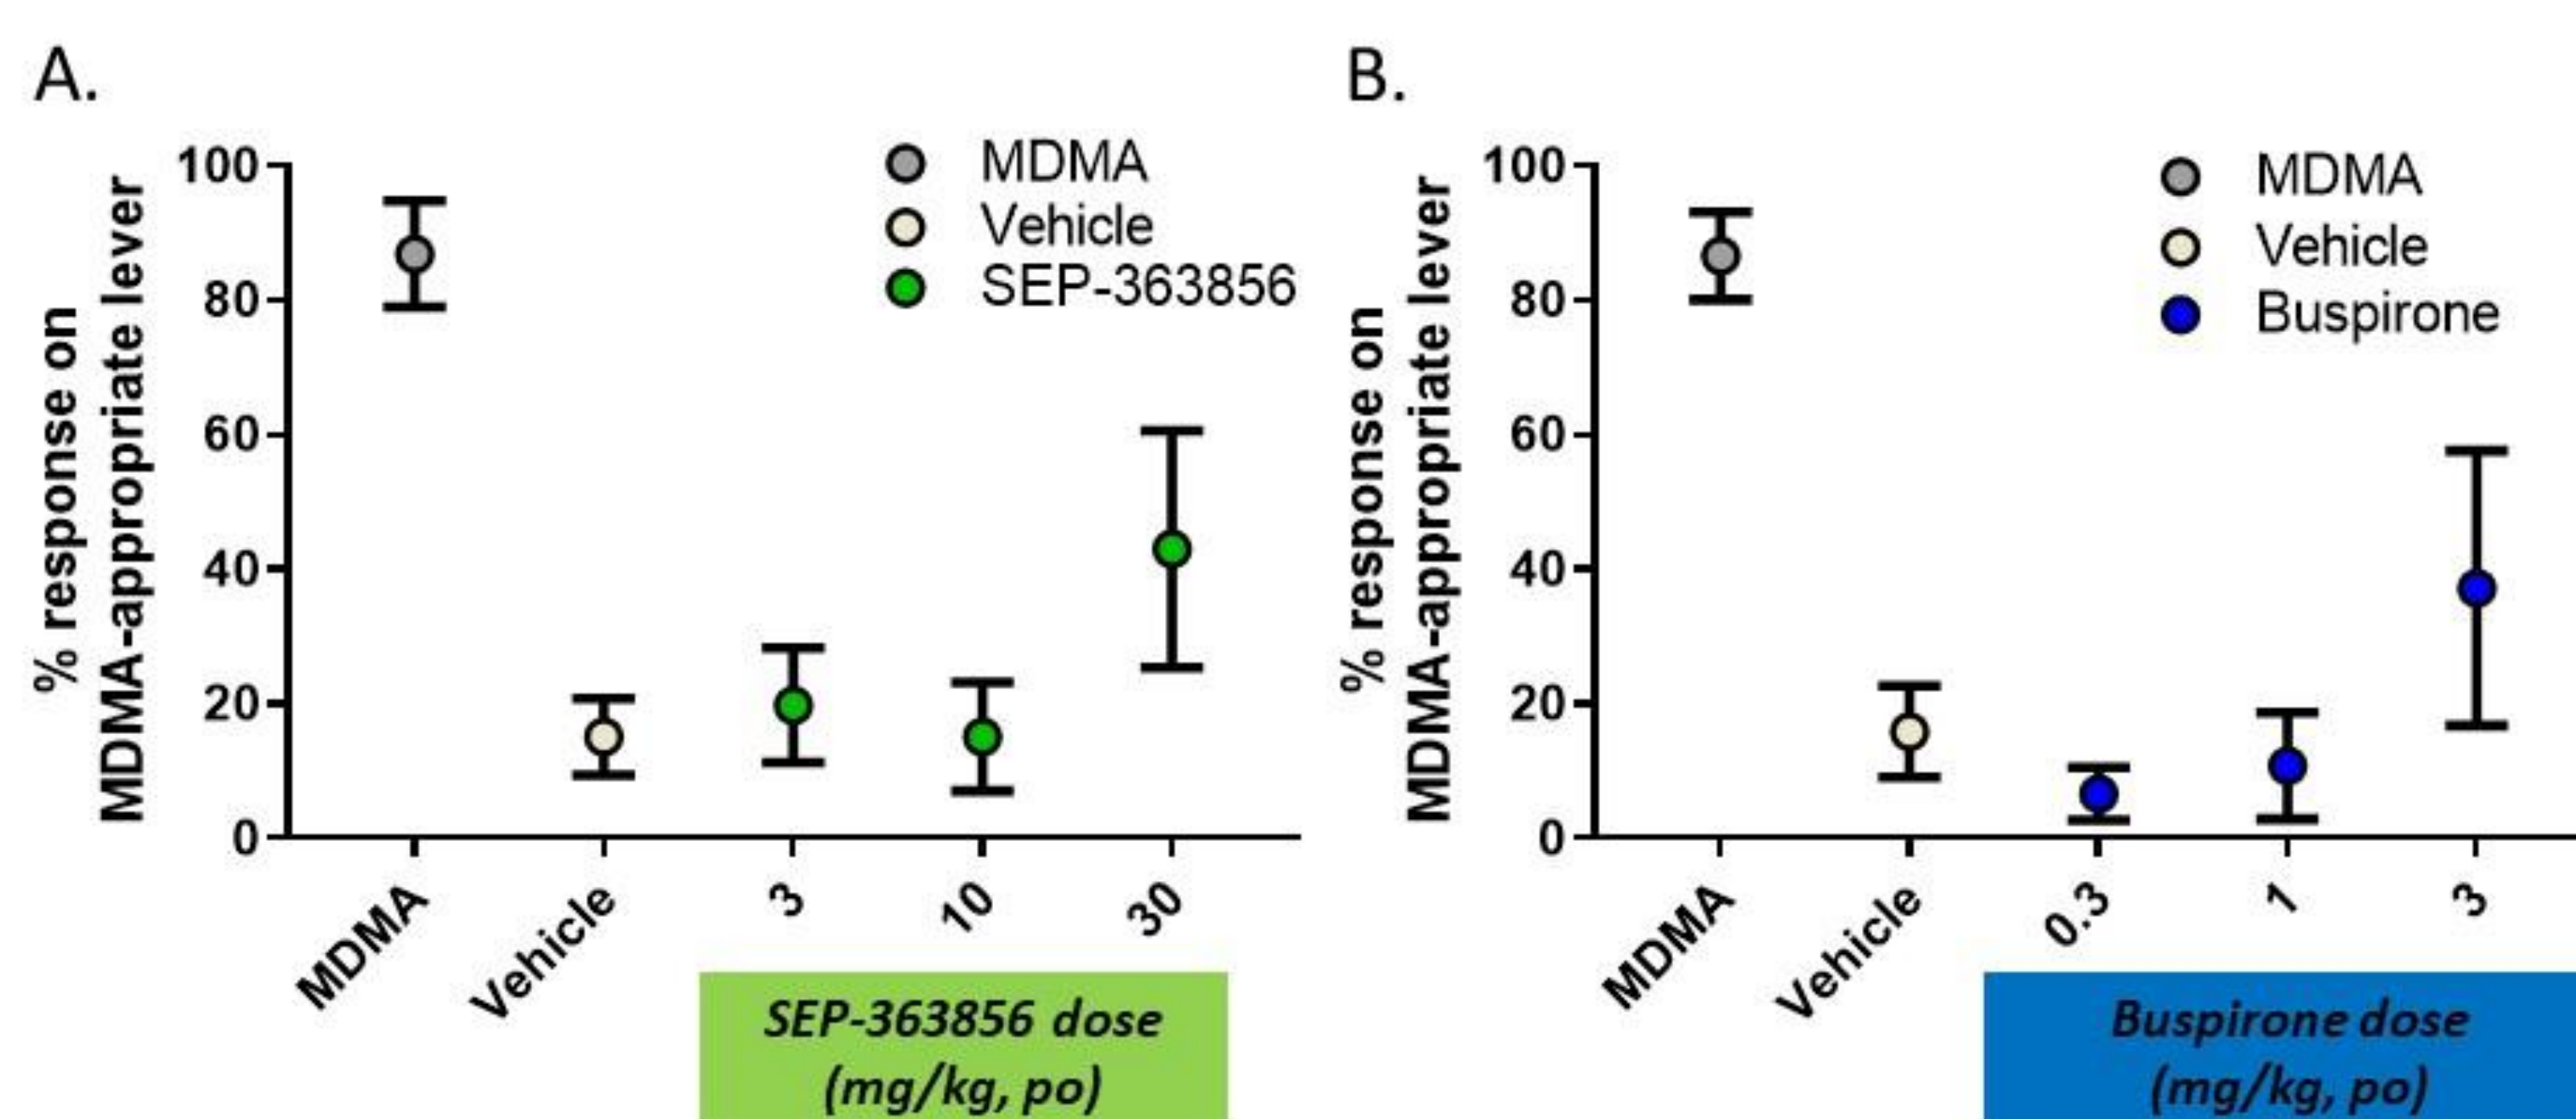 A.
% response on
MDMA-appropriate lever
100
80
60
40
20
0
MDMA
Vehicle
SEP-363856
MDMA
Vehicle
3
10
30
SEP-363856 dose
(mg/kg, po)
B.
% response on
MDMA-appropriate lever
100
80
60
40
20
0
MDMA
Vehicle
Buspirone
MDMA
Vehicle
0.3
1
3
Buspirone dose
(mg/kg, po)